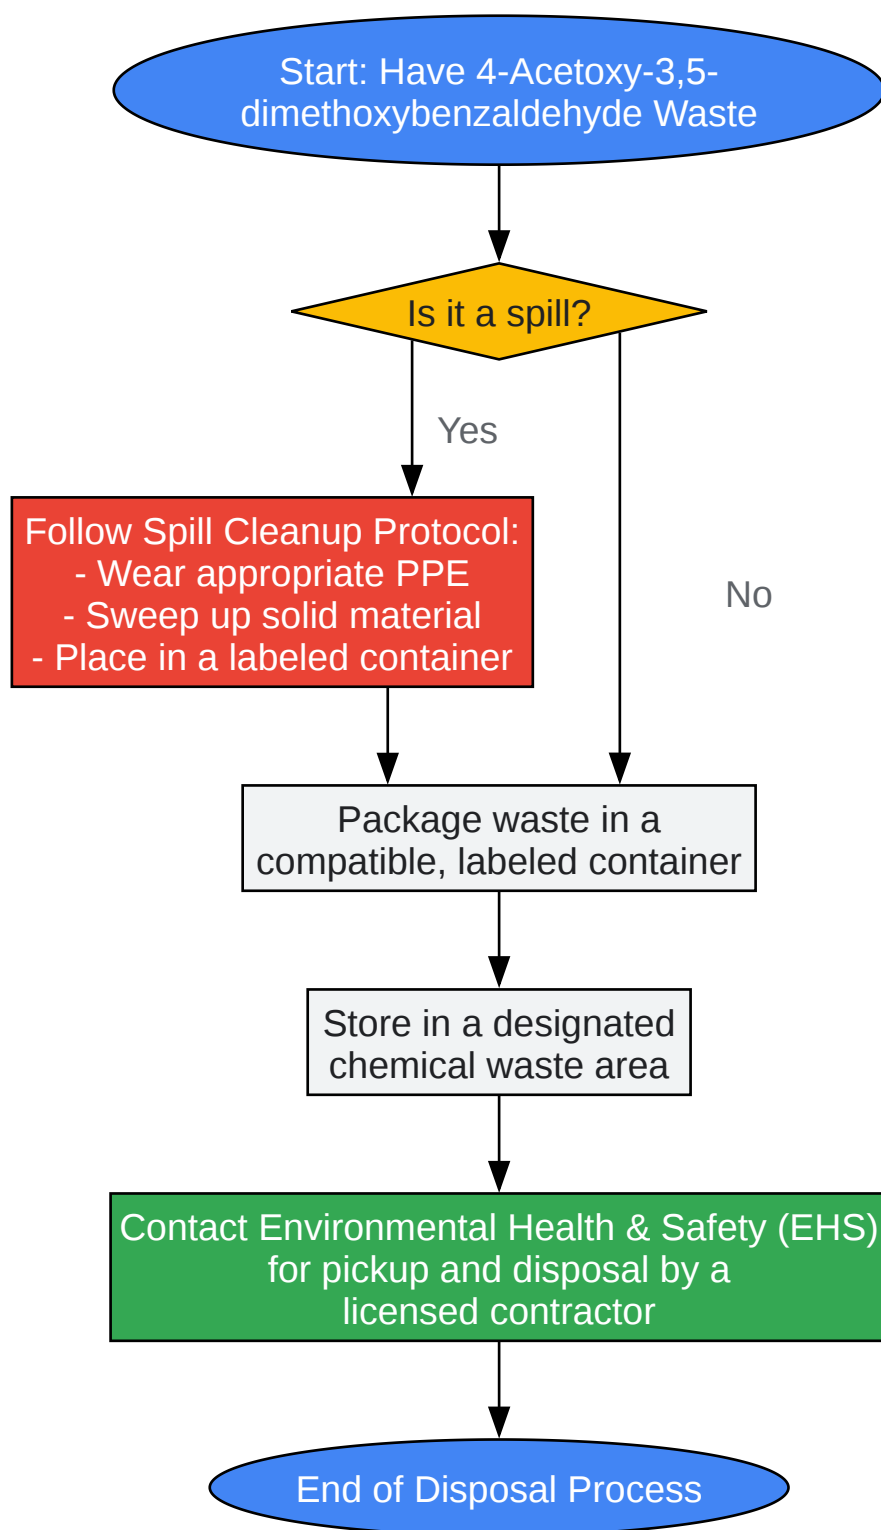 Start: Have 4-Acetoxy-3,5-
dimethoxybenzaldehyde Waste
Is it a spill?
Yes
Follow Spill Cleanup Protocol:
- Wear appropriate PPE
- Sweep up solid material
- Place in a labeled container
No
Package waste in a
compatible, labeled container
Store in a designated
chemical waste area
Contact Environmental Health & Safety (EHS)
for pickup and disposal by a
licensed contractor
End of Disposal Process